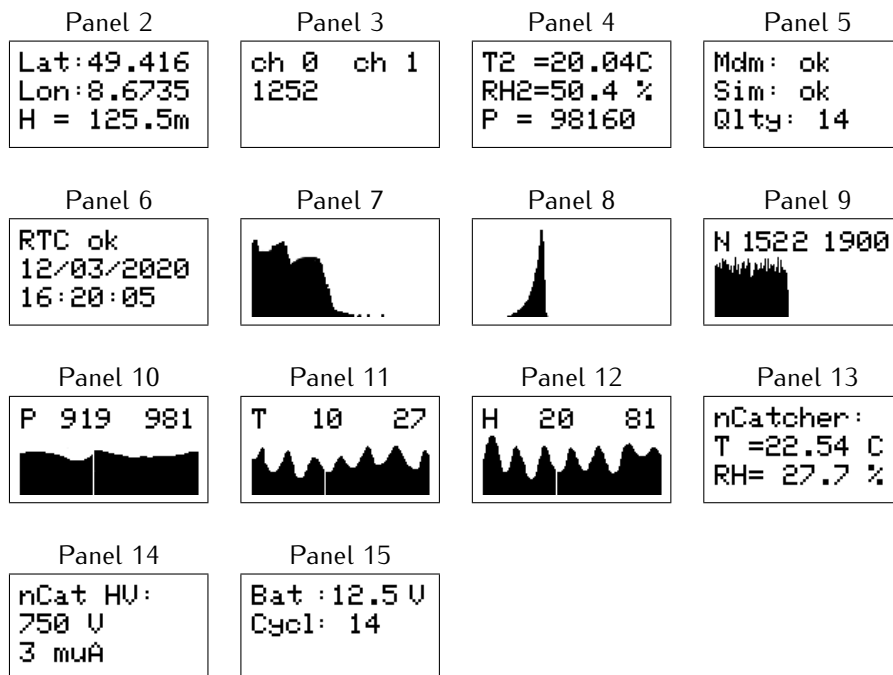 Panel 2
Lat:49.416
Lon:8.6735
H = 125.5m
Panel 3
ch 0 ch 1
1252
Panel 4
T2 =20.04C
RH2=50.4 %
P = 98160
Panel 5
Mdm: ok
Sim: ok
Qlty: 14
Panel 6
RTC ok
12/03/2020
16:20:05
Panel 7
Panel 8
Panel 9
N 1522 1900
Panel 10
P 919 981
Panel 11
T 10 27
Panel 12
H 20 81
Panel 13
nCatcher:
T =22.54 C
RH= 27.7 %
Panel 14
nCat HV:
750 V
3 muA
Panel 15
Bat :12.5 V
Cycl: 14